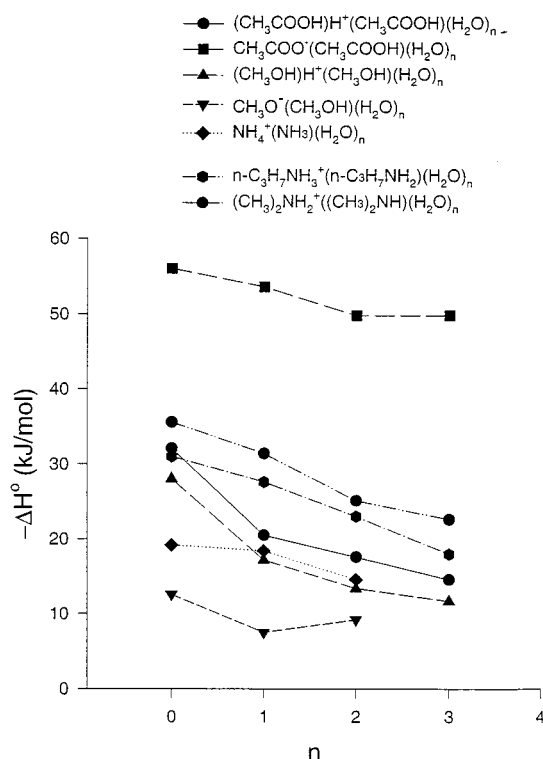 (CH₃COOH)H⁺(CH₃COOH)(H₂O)ₙ
CH₃COO⁻(CH₃COOH)(H₂O)ₙ
(CH₃OH)H⁺(CH₃OH)(H₂O)ₙ
CH₃O⁻(CH₃OH)(H₂O)ₙ
NH₄⁺(NH₃)(H₂O)ₙ
n-C₃H₇NH₃⁺(n-C₃H₇NH₂)(H₂O)ₙ
(CH₃)₂NH₂⁺((CH₃)₂NH)(H₂O)ₙ
60
50
40
30
20
10
0
−ΔH° (kJ/mol)
0 1 2 3 4
n